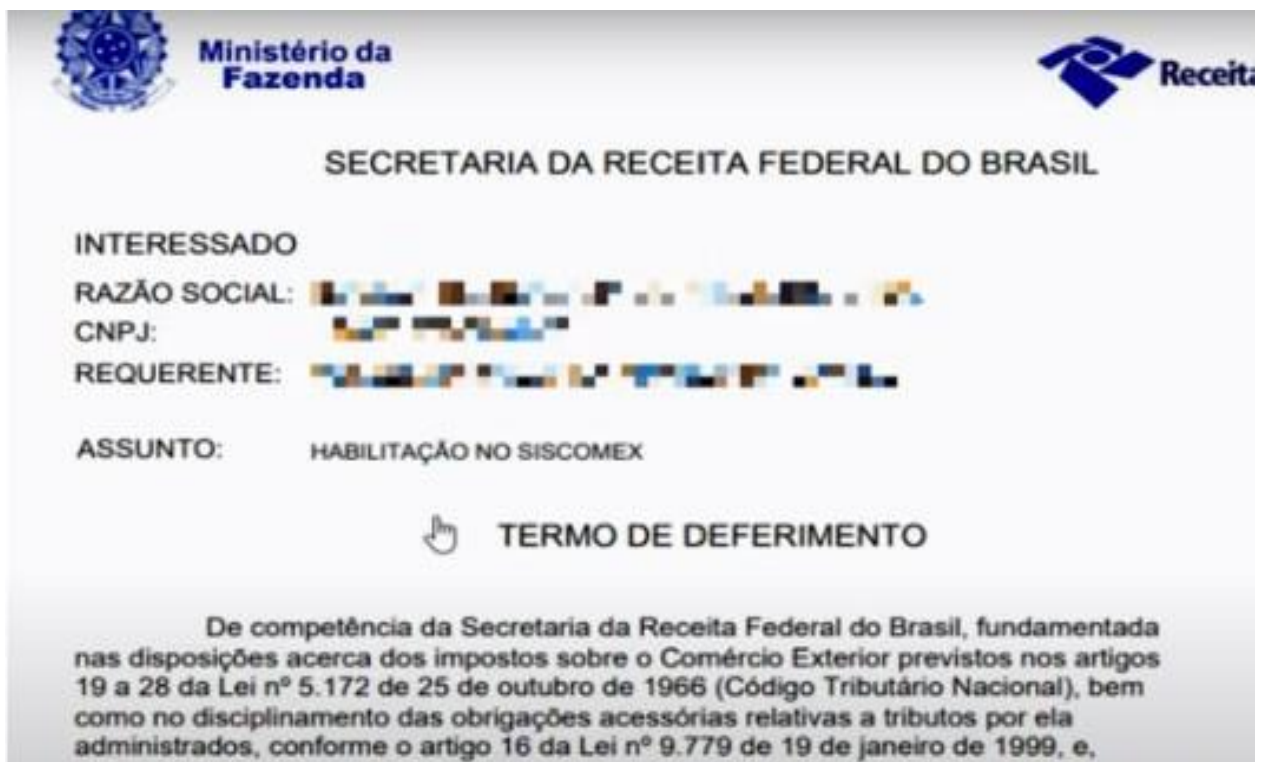 Ministério da
Fazenda
Receita
SECRETARIA DA RECEITA FEDERAL DO BRASIL
INTERESSADO
RAZÃO SOCIAL:
CNPJ:
REQUERENTE:
ASSUNTO: HABILITAÇÃO NO SISCOMEX
TERMO DE DEFERIMENTO
De competência da Secretaria da Receita Federal do Brasil, fundamentada
nas disposições acerca dos impostos sobre o Comércio Exterior previstos nos artigos
19 a 28 da Lei nº 5.172 de 25 de outubro de 1966 (Código Tributário Nacional), bem
como no disciplinamento das obrigações acessórias relativas a tributos por ela
administrados, conforme o artigo 16 da Lei nº 9.779 de 19 de janeiro de 1999, e,